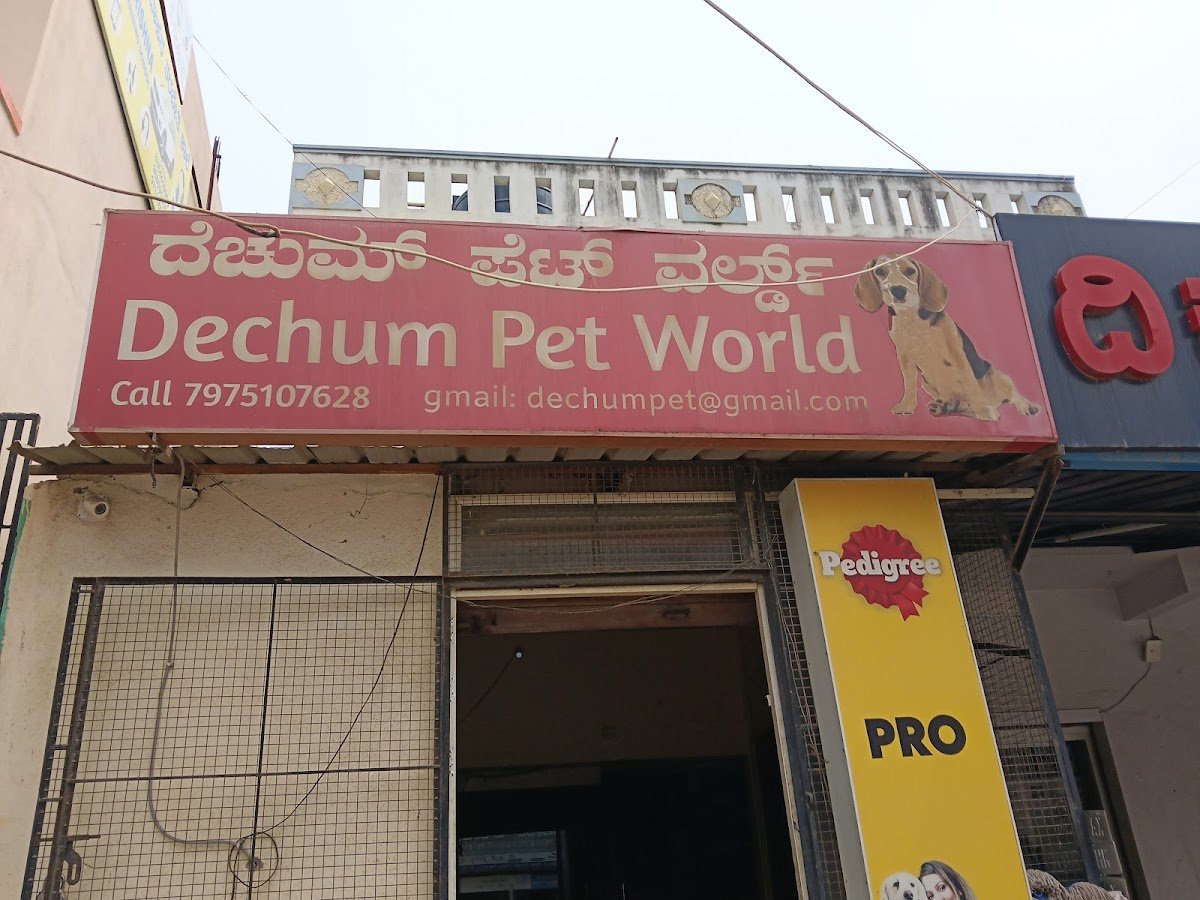 ದೆಚುಮ್ ಪೆಟ್ ವರ್ಲ್ಡ್
Dechum Pet World
Call 7975107628 gmail: dechumpet@gmail.com
ದಿ
Pedigree
PRO